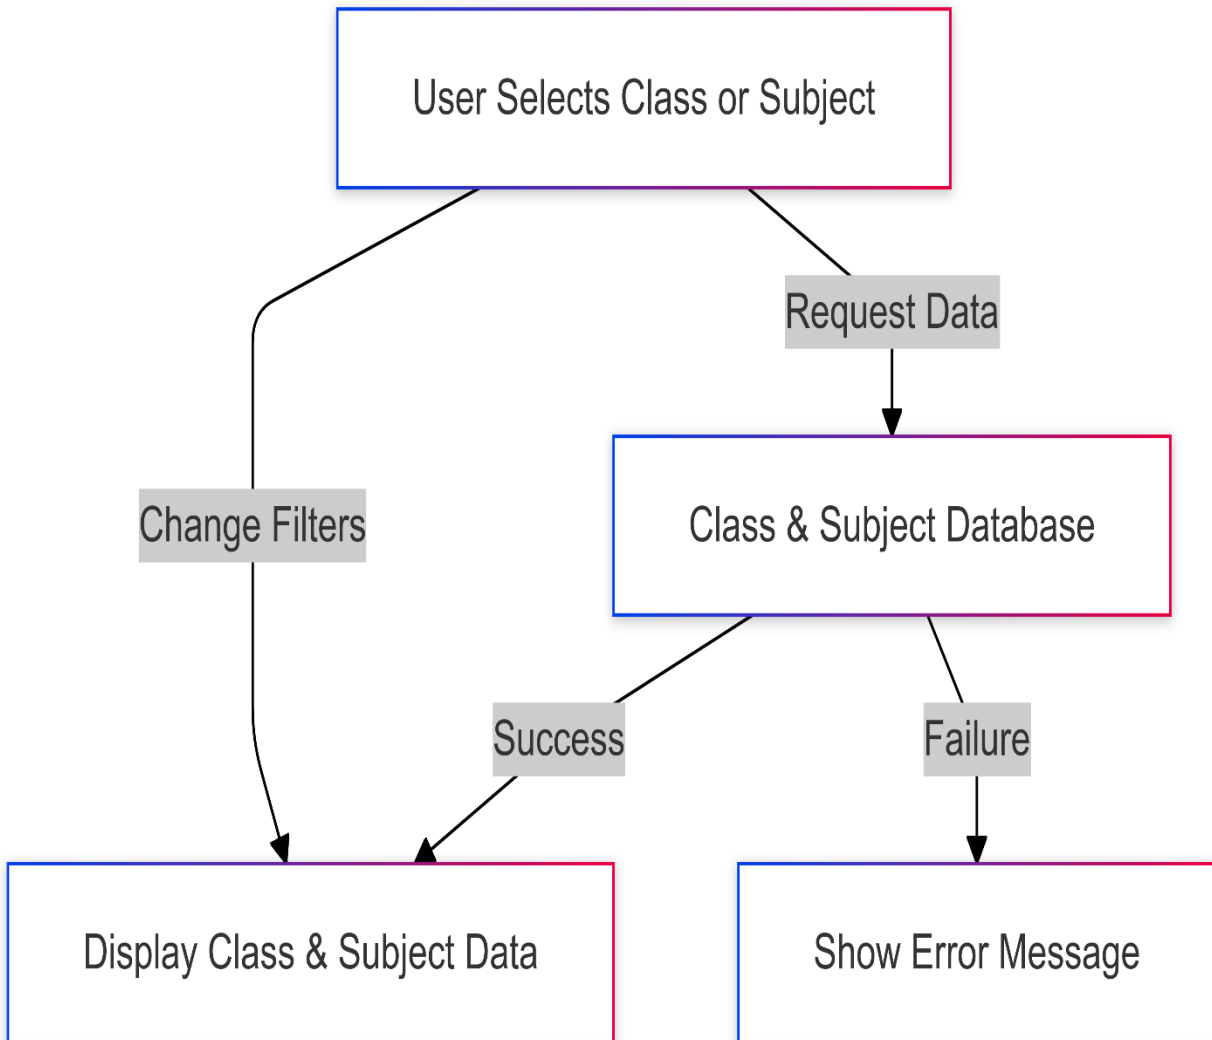 User Selects Class or Subject
Request Data
Change Filters
Class & Subject Database
Success
Failure
Display Class & Subject Data
Show Error Message